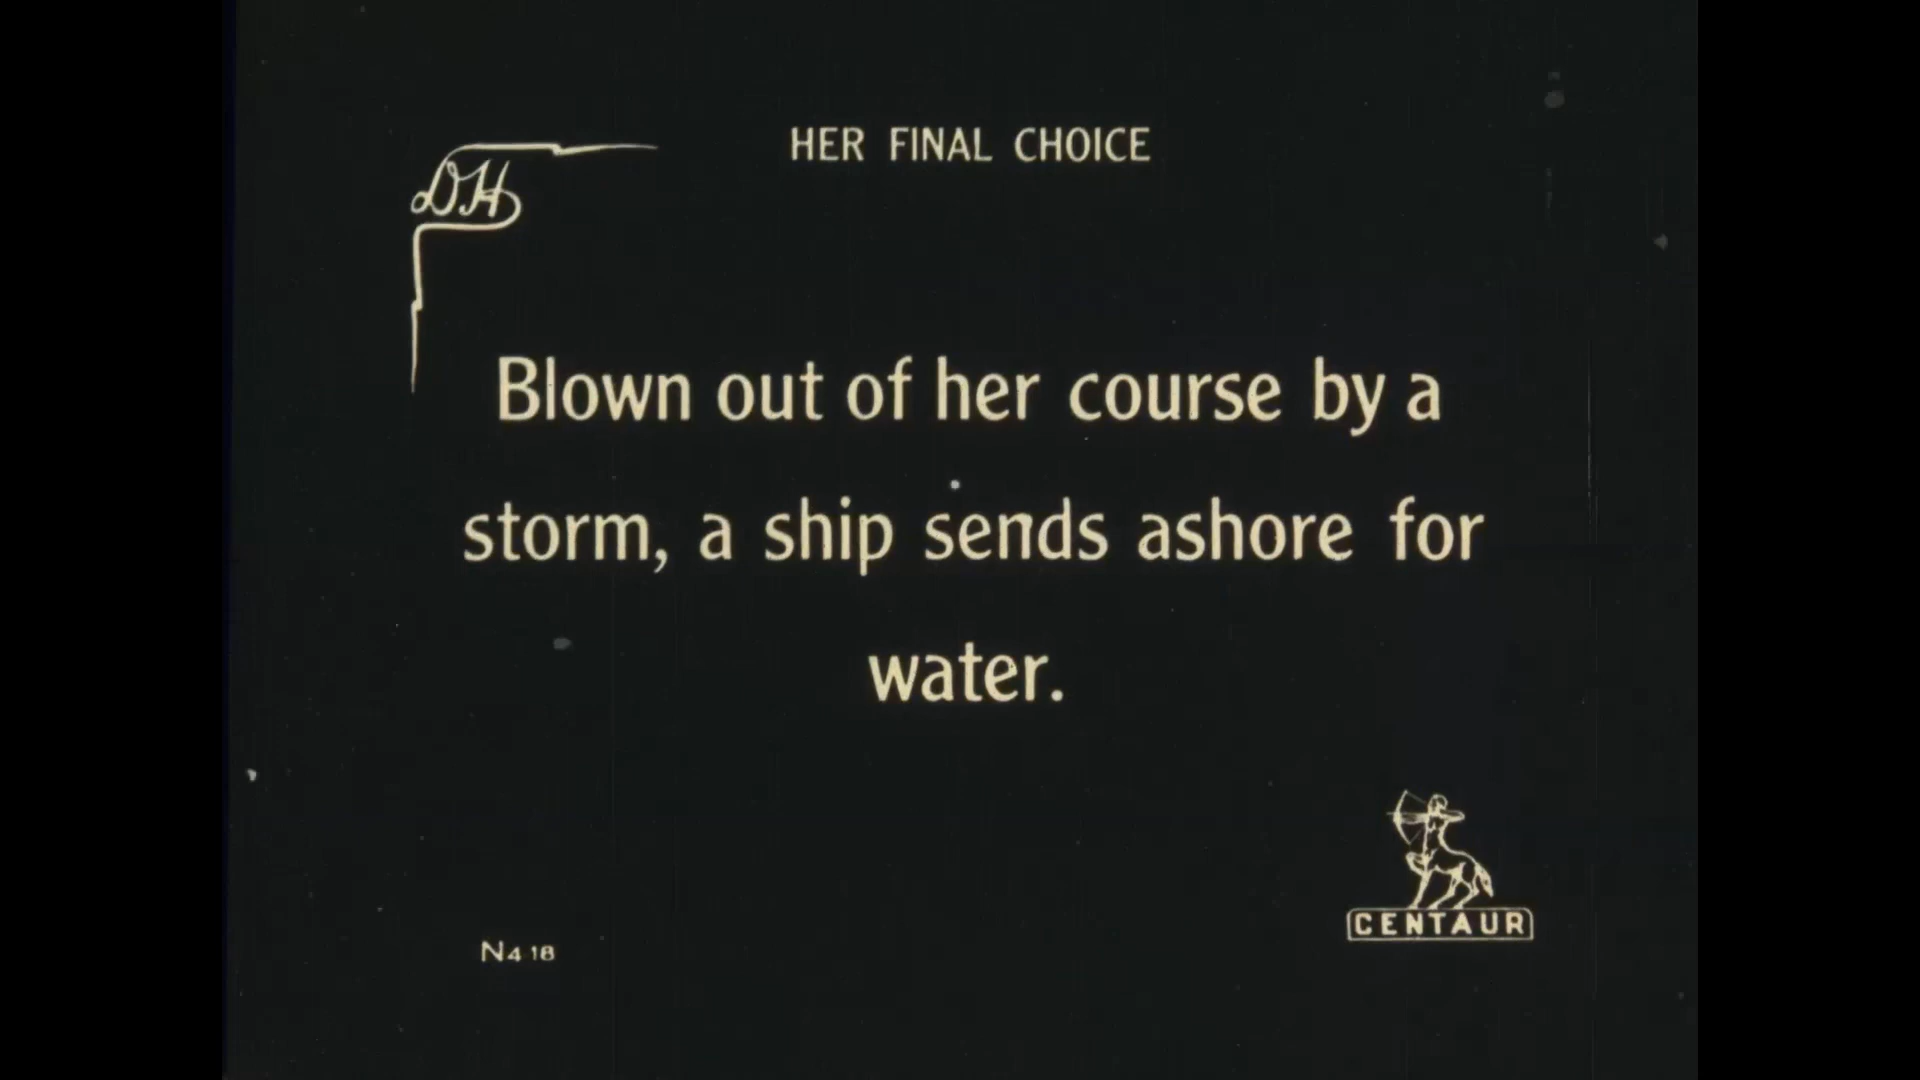 HER FINAL CHOICE
DH
Blown out of her course by a
storm, a ship sends ashore for
water.
CENTAUR
N4 18